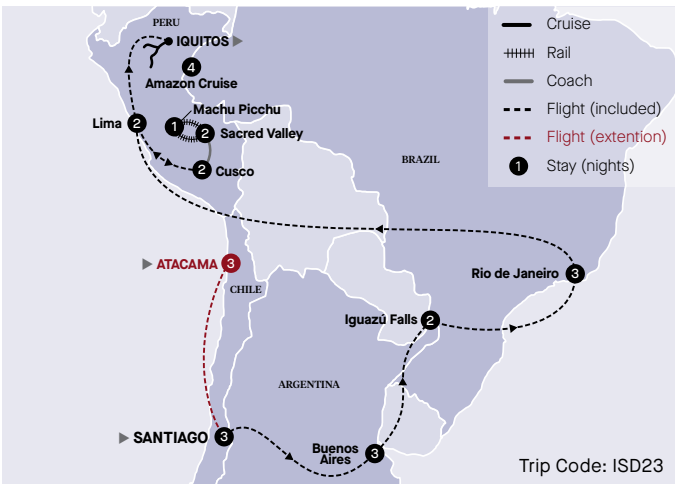 PERU
IQUITOS
4
Amazon Cruise
Machu Picchu
1
2
Sacred Valley
Lima
2
2
Cusco
BRAZIL
ATACAMA
3
CHILE
Rio de Janeiro
3
Iguazú Falls
2
ARGENTINA
SANTIAGO
3
Buenos
Aires
3
Cruise
Rail
Coach
Flight (included)
Flight (extention)
1 Stay (nights)
Trip Code: ISD23